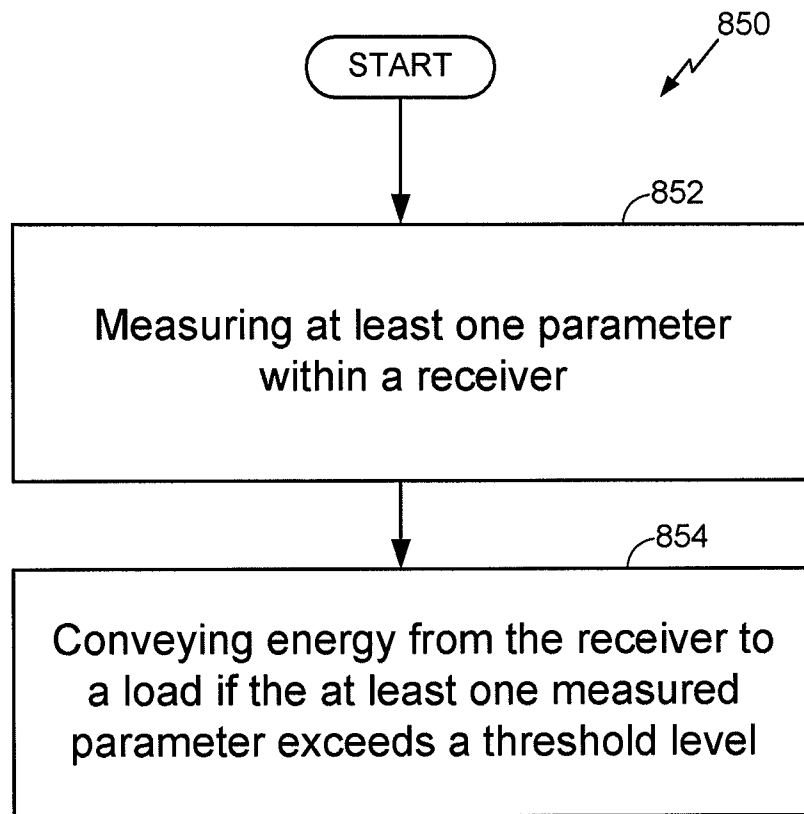 850
START
852
Measuring at least one parameter
within a receiver
854
Conveying energy from the receiver to
a load if the at least one measured
parameter exceeds a threshold level